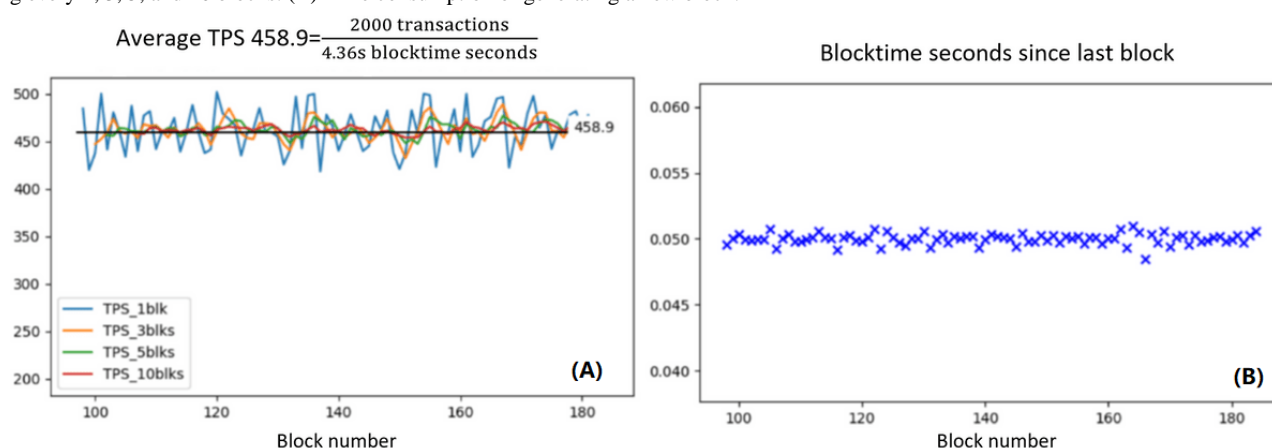 Average TPS 458.9= 2000 transactions
4.36s blocktime seconds
Blocktime seconds since last block
500
450
400
350
300
250
200
458.9
TPS_1blk
TPS_3blks
TPS_5blks
TPS_10blks
(A)
100 120 140 160 180
Block number
0.060
0.055
0.050
0.045
0.040
(B)
100 120 140 160 180
Block number